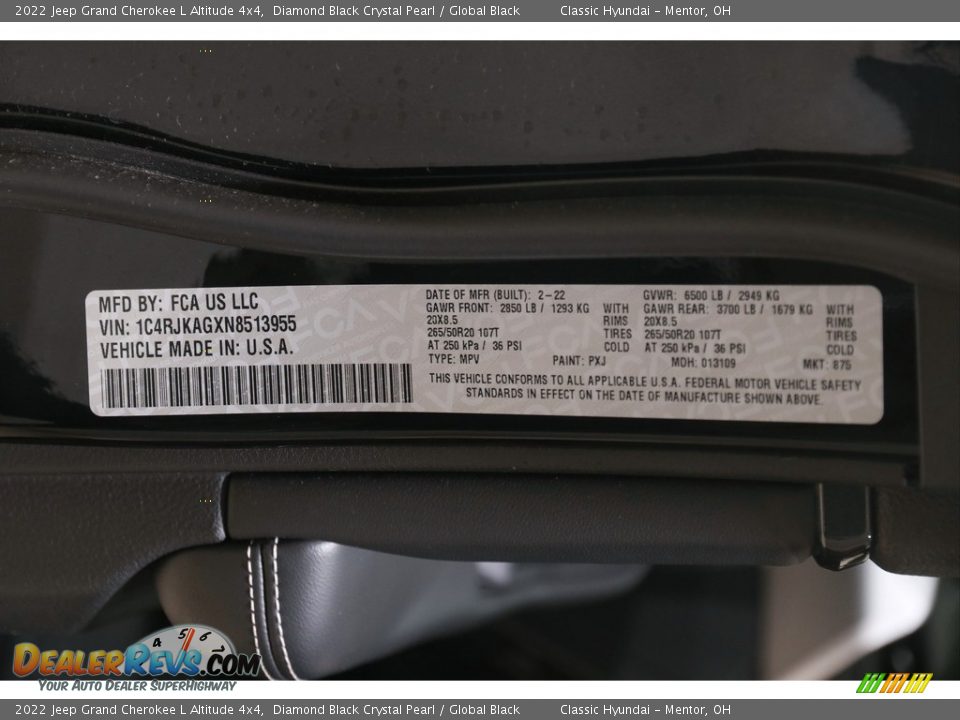 2022 Jeep Grand Cherokee L Altitude 4x4, Diamond Black Crystal Pearl / Global Black Classic Hyundai – Mentor, OH
MFD BY: FCA US LLC
VIN: 1C4RJKAGXN8513955
VEHICLE MADE IN: U.S.A.
DATE OF MFR (BUILT): 2-22
GAWR FRONT: 2850 LB / 1293 KG WITH
20X8.5 RIMS
265/50R20 107T TIRES
AT 250 kPa / 36 PSI COLD
TYPE: MPV PAINT: PXJ
GVWR: 6500 LB / 2949 KG
GAWR REAR: 3700 LB / 1679 KG WITH
20X8.5 RIMS
265/50R20 107T TIRES
AT 250 kPa / 36 PSI COLD
MOH: 013109 MKT: 875
THIS VEHICLE CONFORMS TO ALL APPLICABLE U.S.A. FEDERAL MOTOR VEHICLE SAFETY
STANDARDS IN EFFECT ON THE DATE OF MANUFACTURE SHOWN ABOVE.
4 5 6
DealerRevs.com
Your Auto Dealer SuperHighway
2022 Jeep Grand Cherokee L Altitude 4x4, Diamond Black Crystal Pearl / Global Black Classic Hyundai – Mentor, OH